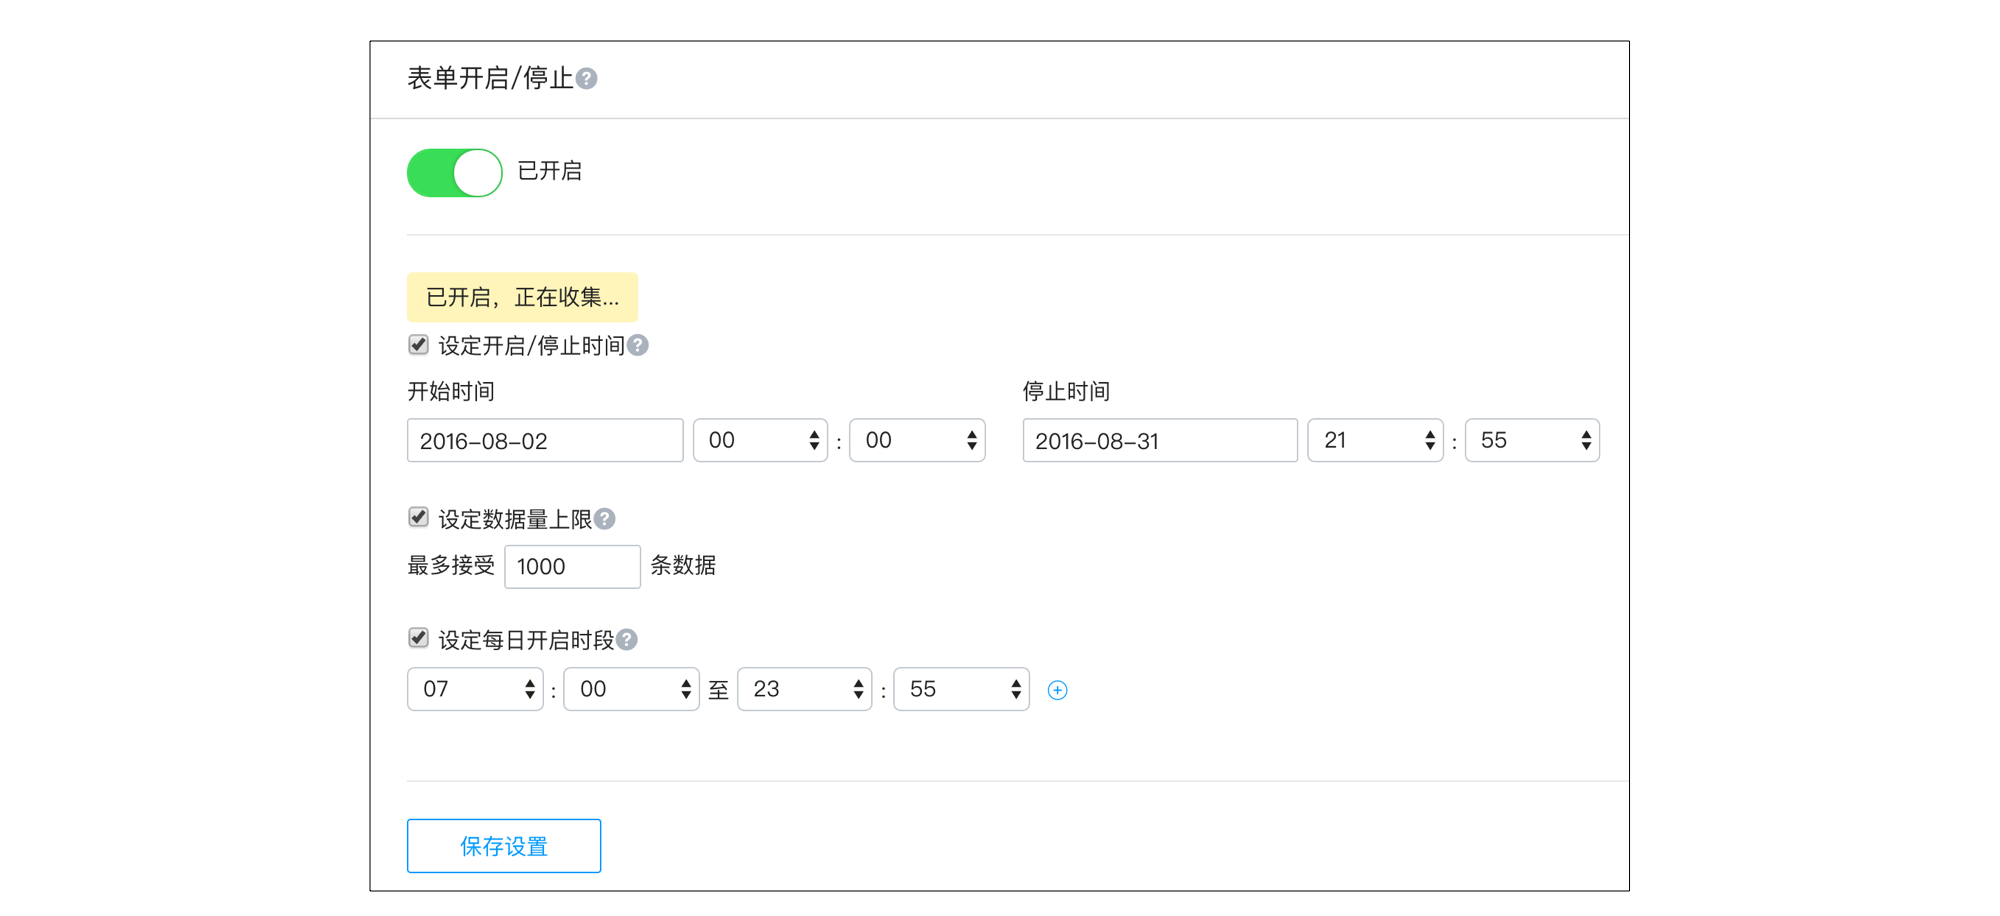 表单开启/停止?
已开启
已开启，正在收集...
设定开启/停止时间?
开始时间 停止时间
2016-08-02 00 : 00 2016-08-31 21 : 55
设定数据量上限?
最多接受 1000 条数据
设定每日开启时段?
07 : 00 至 23 : 55
保存设置